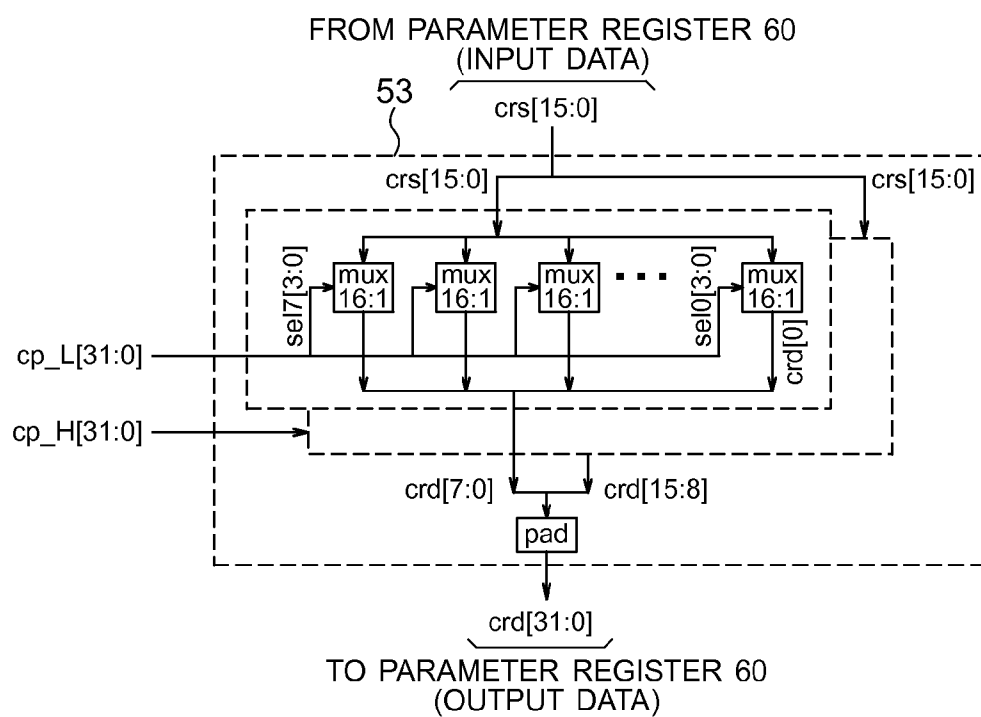 FROM PARAMETER REGISTER 60
(INPUT DATA)
53
crs[15:0]
crs[15:0]
crs[15:0]
sel7[3:0]
mux
16:1
mux
16:1
mux
16:1
...
sel0[3:0]
mux
16:1
crd[0]
cp_L[31:0]
cp_H[31:0]
crd[7:0]
crd[15:8]
pad
crd[31:0]
TO PARAMETER REGISTER 60
(OUTPUT DATA)